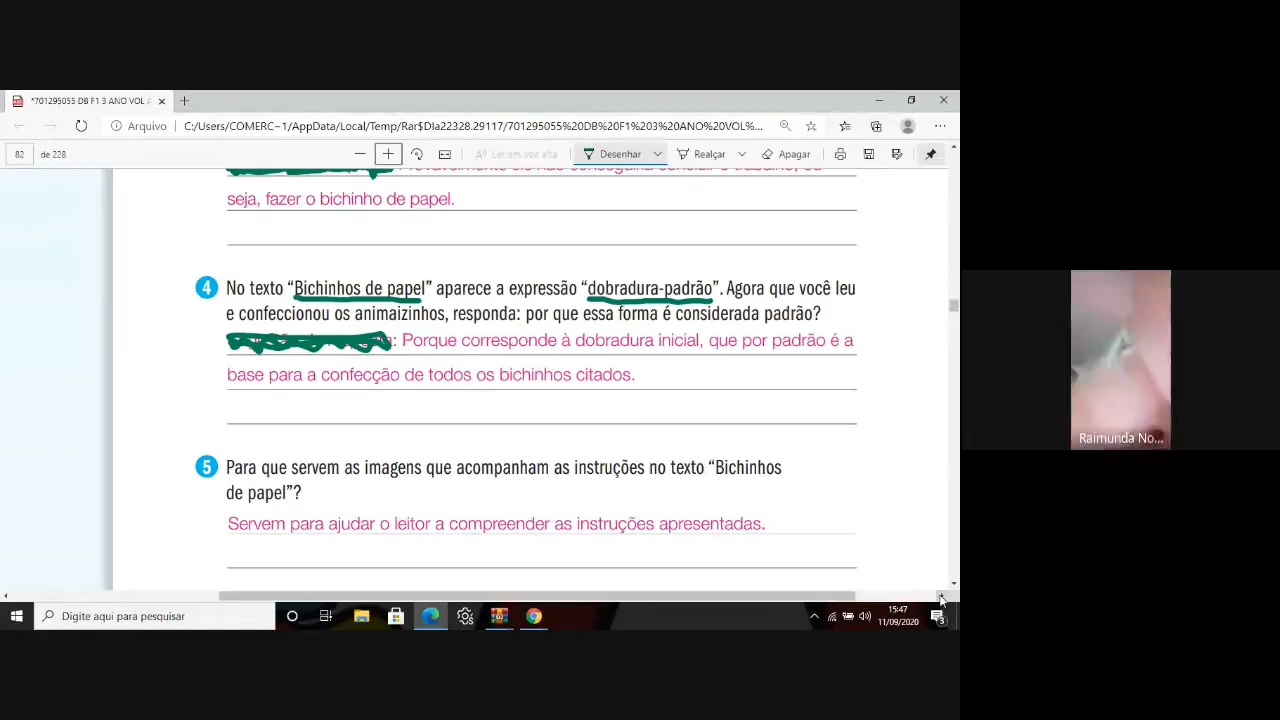 *701295055 DB F1 3 ANO VOL
Arquivo C:/Users/COMERC~1/AppData/Local/Temp/Rar$DIa22328.29117/701295055%20DB%20F1%203%20ANO%20VOL%...
82 de 228 Ler em voz alta Desenhar Realçar Apagar
seja, fazer o bichinho de papel.
4 No texto “Bichinhos de papel” aparece a expressão “dobradura-padrão”. Agora que você leu
e confeccionou os animaizinhos, responda: por que essa forma é considerada padrão?
: Porque corresponde à dobradura inicial, que por padrão é a
base para a confecção de todos os bichinhos citados.
5 Para que servem as imagens que acompanham as instruções no texto “Bichinhos
de papel”?
Servem para ajudar o leitor a compreender as instruções apresentadas.
Raimunda No...
Digite aqui para pesquisar
15:47
11/09/2020
3